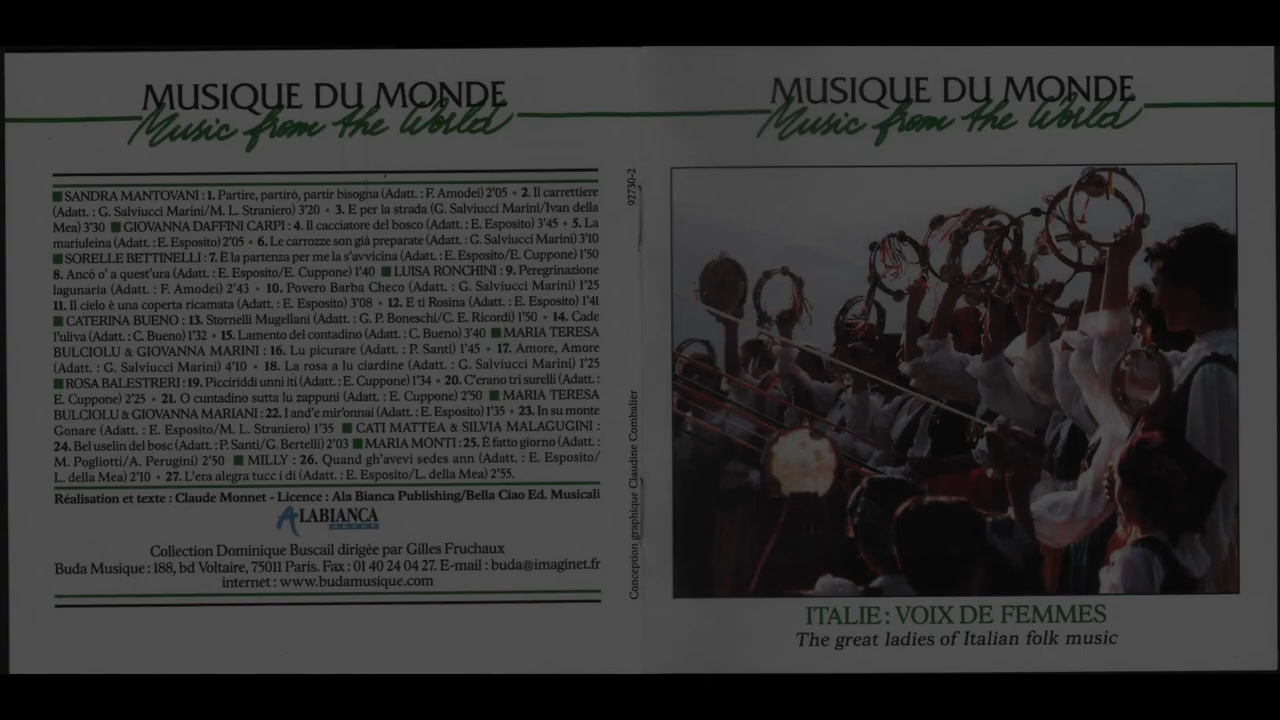 MUSIQUE DU MONDE
Music from the World
■ SANDRA MANTOVANI : 1. Partire, partirò, partir bisogna (Adatt. : F. Amodei) 2'05 • 2. Il carrettiere
(Adatt. : G. Salviucci Marini/M. L. Straniero) 3'20 • 3. E per la strada (G. Salviucci Marini/Ivan della
Mea) 3'30 ■ GIOVANNA DAFFINI CARPI : 4. Il cacciatore del bosco (Adatt. : E. Esposito) 3'45 • 5. La
mariuleina (Adatt. : E. Esposito) 2'05 • 6. Le carrozze son già preparate (Adatt. : G. Salviucci Marini) 3'10
■ SORELLE BETTINELLI : 7. E la partenza per me la s'avvicina (Adatt. : E. Esposito/E. Cuppone) 1'50
8. Ancô o' a quest'ura (Adatt. : E. Esposito/E. Cuppone) 1'40 ■ LUISA RONCHINI : 9. Peregrinazione
lagunaria (Adatt. : F. Amodei) 2'43 • 10. Povero Barba Checo (Adatt. : G. Salviucci Marini) 1'25
11. Il cielo è una coperta ricamata (Adatt. : E. Esposito) 3'08 • 12. E ti Rosina (Adatt. : E. Esposito) 1'41
■ CATERINA BUENO : 13. Stornelli Mugellani (Adatt. : G. P. Boneschi/C. E. Ricordi) 1'50 • 14. Cade
l'uliva (Adatt. : C. Bueno) 1'32 • 15. Lamento del contadino (Adatt. : C. Bueno) 3'40 ■ MARIA TERESA
BULCIOLU & GIOVANNA MARINI : 16. Lu picurare (Adatt. : P. Santi) 1'45 • 17. Amore, Amore
(Adatt. : G. Salviucci Marini) 4'10 • 18. La rosa a lu ciardine (Adatt. : G. Salviucci Marini) 1'25
■ ROSA BALESTRERI : 19. Picciriddi unni iti (Adatt. : E. Cuppone) 1'34 • 20. C'erano tri surelli (Adatt. :
E. Cuppone) 2'25 • 21. O cuntadino sutta lu zappuni (Adatt. : E. Cuppone) 2'50 ■ MARIA TERESA
BULCIOLU & GIOVANNA MARIANI : 22. I and'e mir'onnai (Adatt. : E. Esposito) 1'35 • 23. In su monte
Gonare (Adatt. : E. Esposito/M. L. Straniero) 1'35 ■ CATI MATTEA & SILVIA MALAGUGINI :
24. Bel uselin del bosc (Adatt. : P. Santi/G. Bertelli) 2'03 ■ MARIA MONTI : 25. É fatto giorno (Adatt. :
M. Pogliotti/A. Perugini) 2'50 ■ MILLY : 26. Quand gh'avevi sedes ann (Adatt. : E. Esposito/
L. della Mea) 2'10 • 27. L'era alegra tucc i di (Adatt. : E. Esposito/L. della Mea) 2'55.
Réalisation et texte : Claude Monnet - Licence : Ala Bianca Publishing/Bella Ciao Ed. Musicali
ALABIANCA
GROUP
Collection Dominique Buscail dirigée par Gilles Fruchaux
Buda Musique : 188, bd Voltaire, 75011 Paris. Fax : 01 40 24 04 27. E-mail : buda@imaginet.fr
internet : www.budamusique.com
92730-2
Conception graphique Claudine Combalier
MUSIQUE DU MONDE
Music from the World
ITALIE : VOIX DE FEMMES
The great ladies of Italian folk music